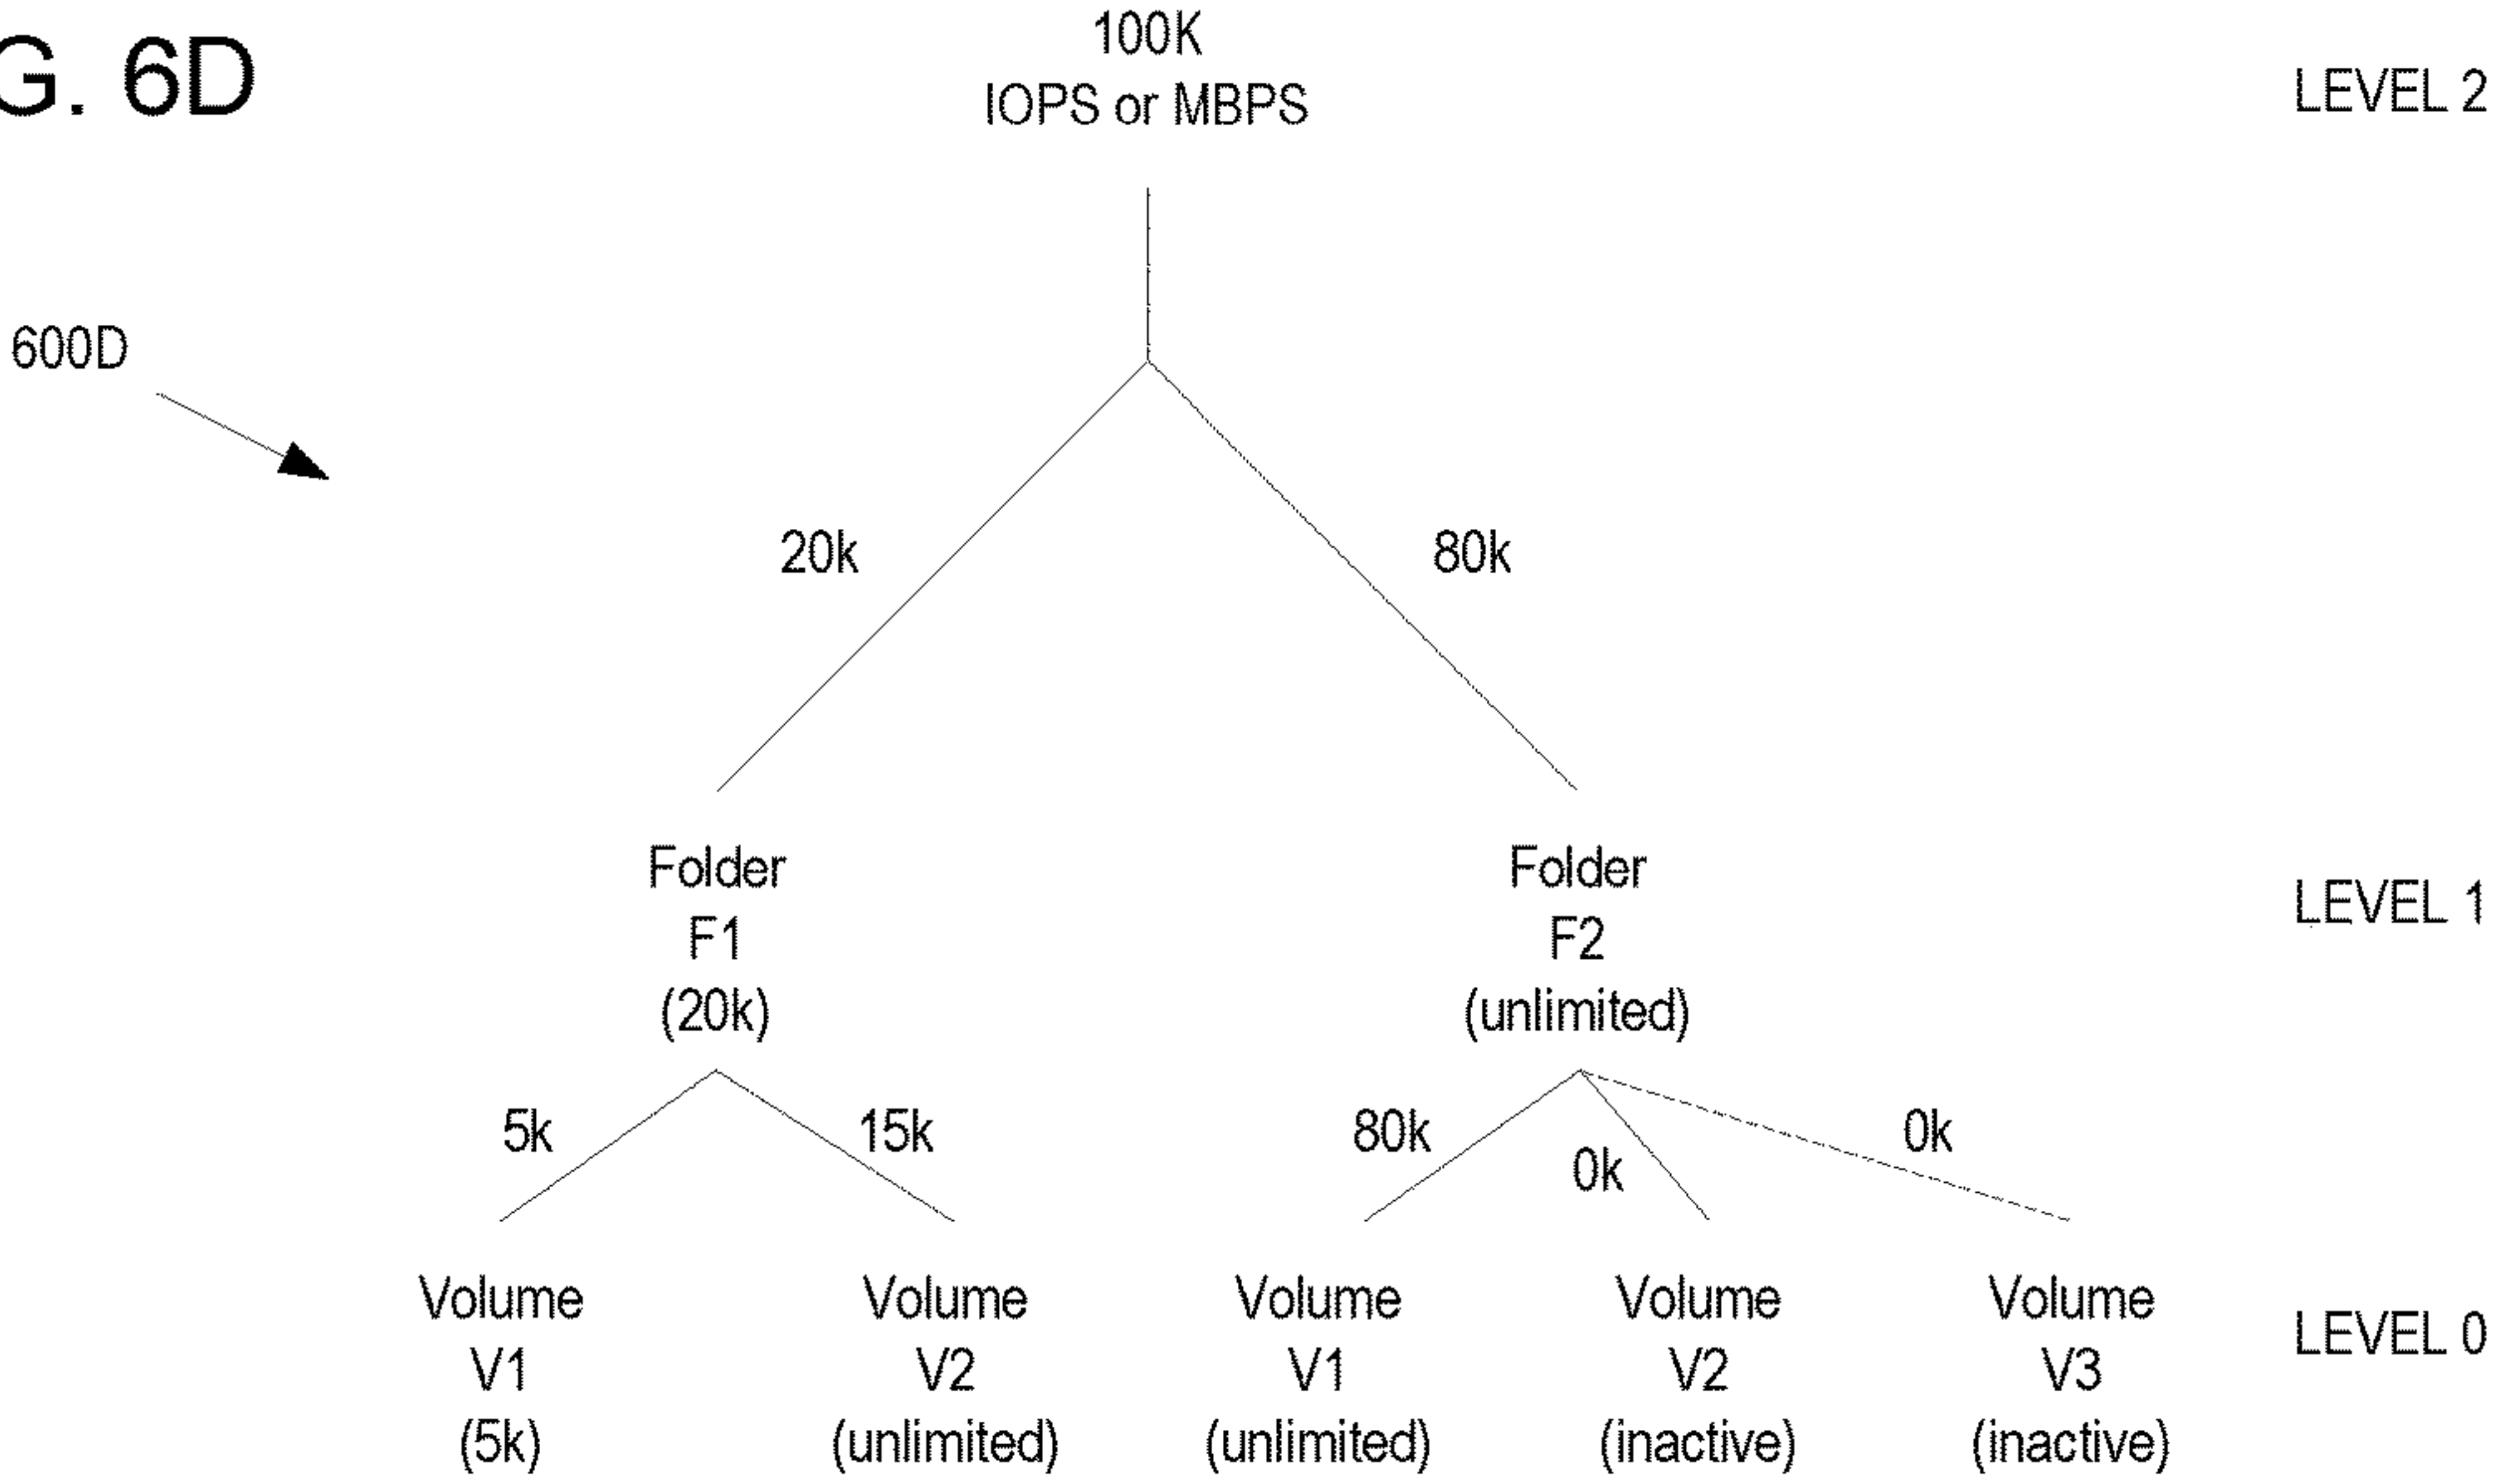 G. 6D
100K
IOPS or MBPS
LEVEL 2
600D
20k
80k
Folder
F1
(20k)
Folder
F2
(unlimited)
LEVEL 1
5k
15k
80k
0k
0k
Volume
V1
(5k)
Volume
V2
(unlimited)
Volume
V1
(unlimited)
Volume
V2
(inactive)
Volume
V3
(inactive)
LEVEL 0